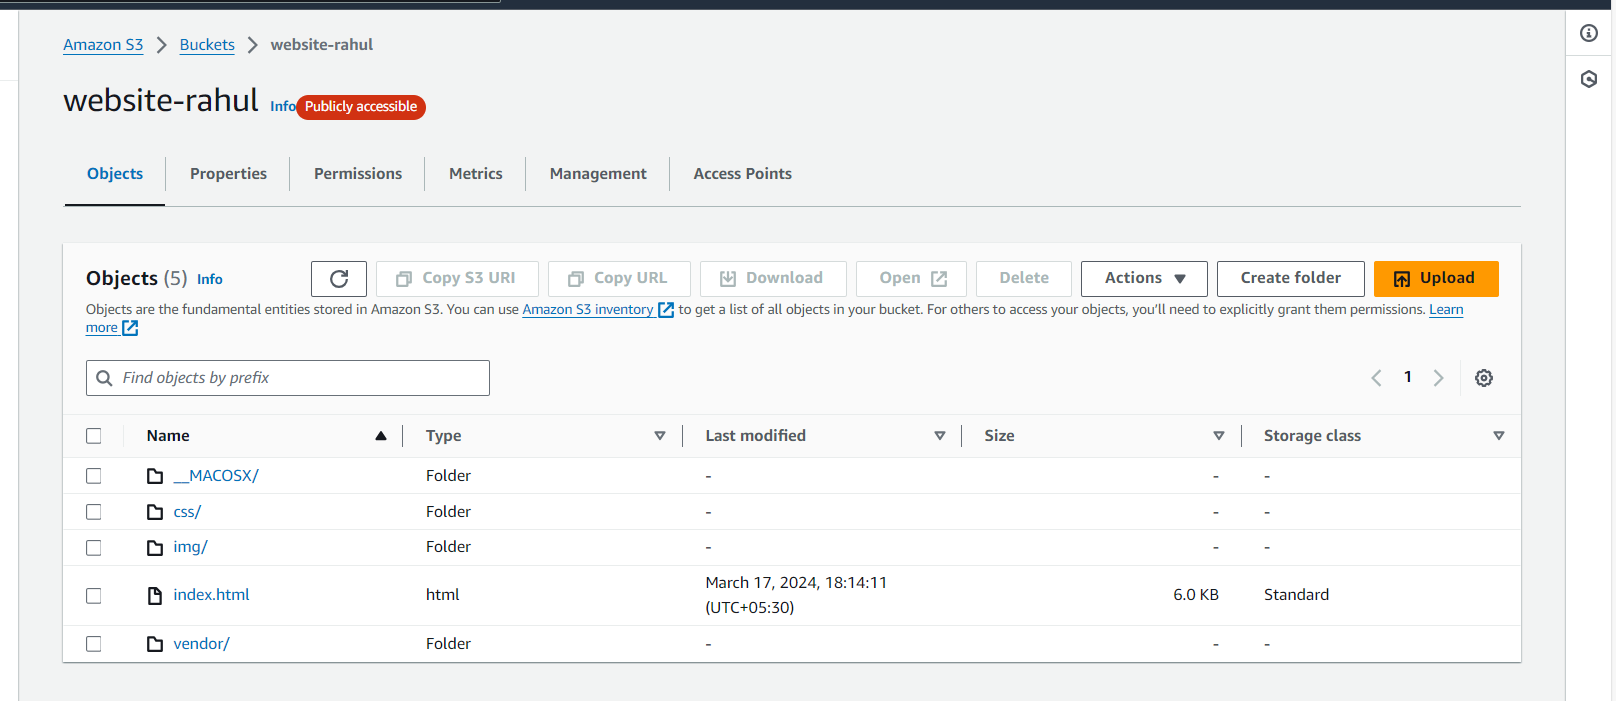 Amazon S3 > Buckets > website-rahul
website-rahul Info Publicly accessible
Objects Properties Permissions Metrics Management Access Points
Objects (5) Info Copy S3 URI Copy URL Download Open Delete Actions Create folder Upload
Objects are the fundamental entities stored in Amazon S3. You can use Amazon S3 inventory to get a list of all objects in your bucket. For others to access your objects, you'll need to explicitly grant them permissions. Learn
more
Find objects by prefix 1
Name Type Last modified Size Storage class
__MACOSX/ Folder - - -
css/ Folder - - -
img/ Folder - - -
index.html html March 17, 2024, 18:14:11 6.0 KB Standard
(UTC+05:30)
vendor/ Folder - - -